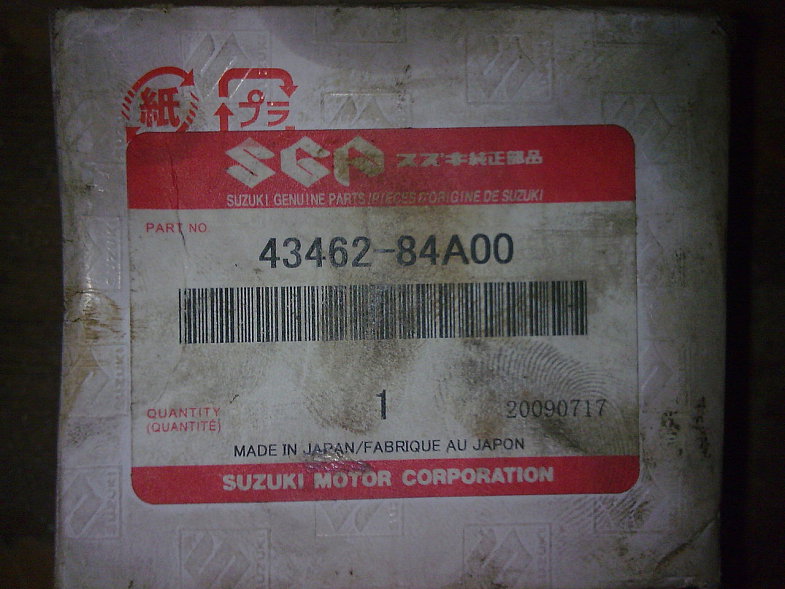 紙 プラ
SGP スズキ純正部品
SUZUKI GENUINE PARTS/PIECES D'ORIGINE DE SUZUKI
PART NO
43462-84A00
1
20090717
QUANTITY
(QUANTITÉ)
MADE IN JAPAN/FABRIQUE AU JAPON
SUZUKI MOTOR CORPORATION